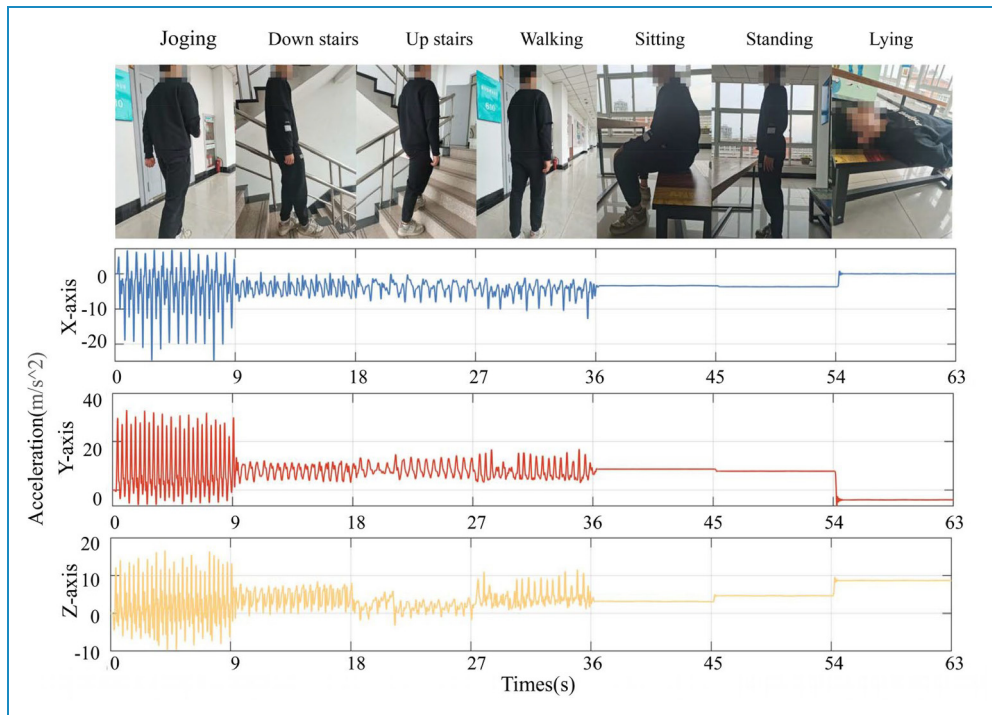 Joging Down stairs Up stairs Walking Sitting Standing Lying
0
-10
-20
X-axis
0 9 18 27 36 45 54 63
40
20
0
Y-axis
Acceleration(m/s^2)
0 9 18 27 36 45 54 63
20
10
0
-10
Z-axis
0 9 18 27 36 45 54 63
Times(s)